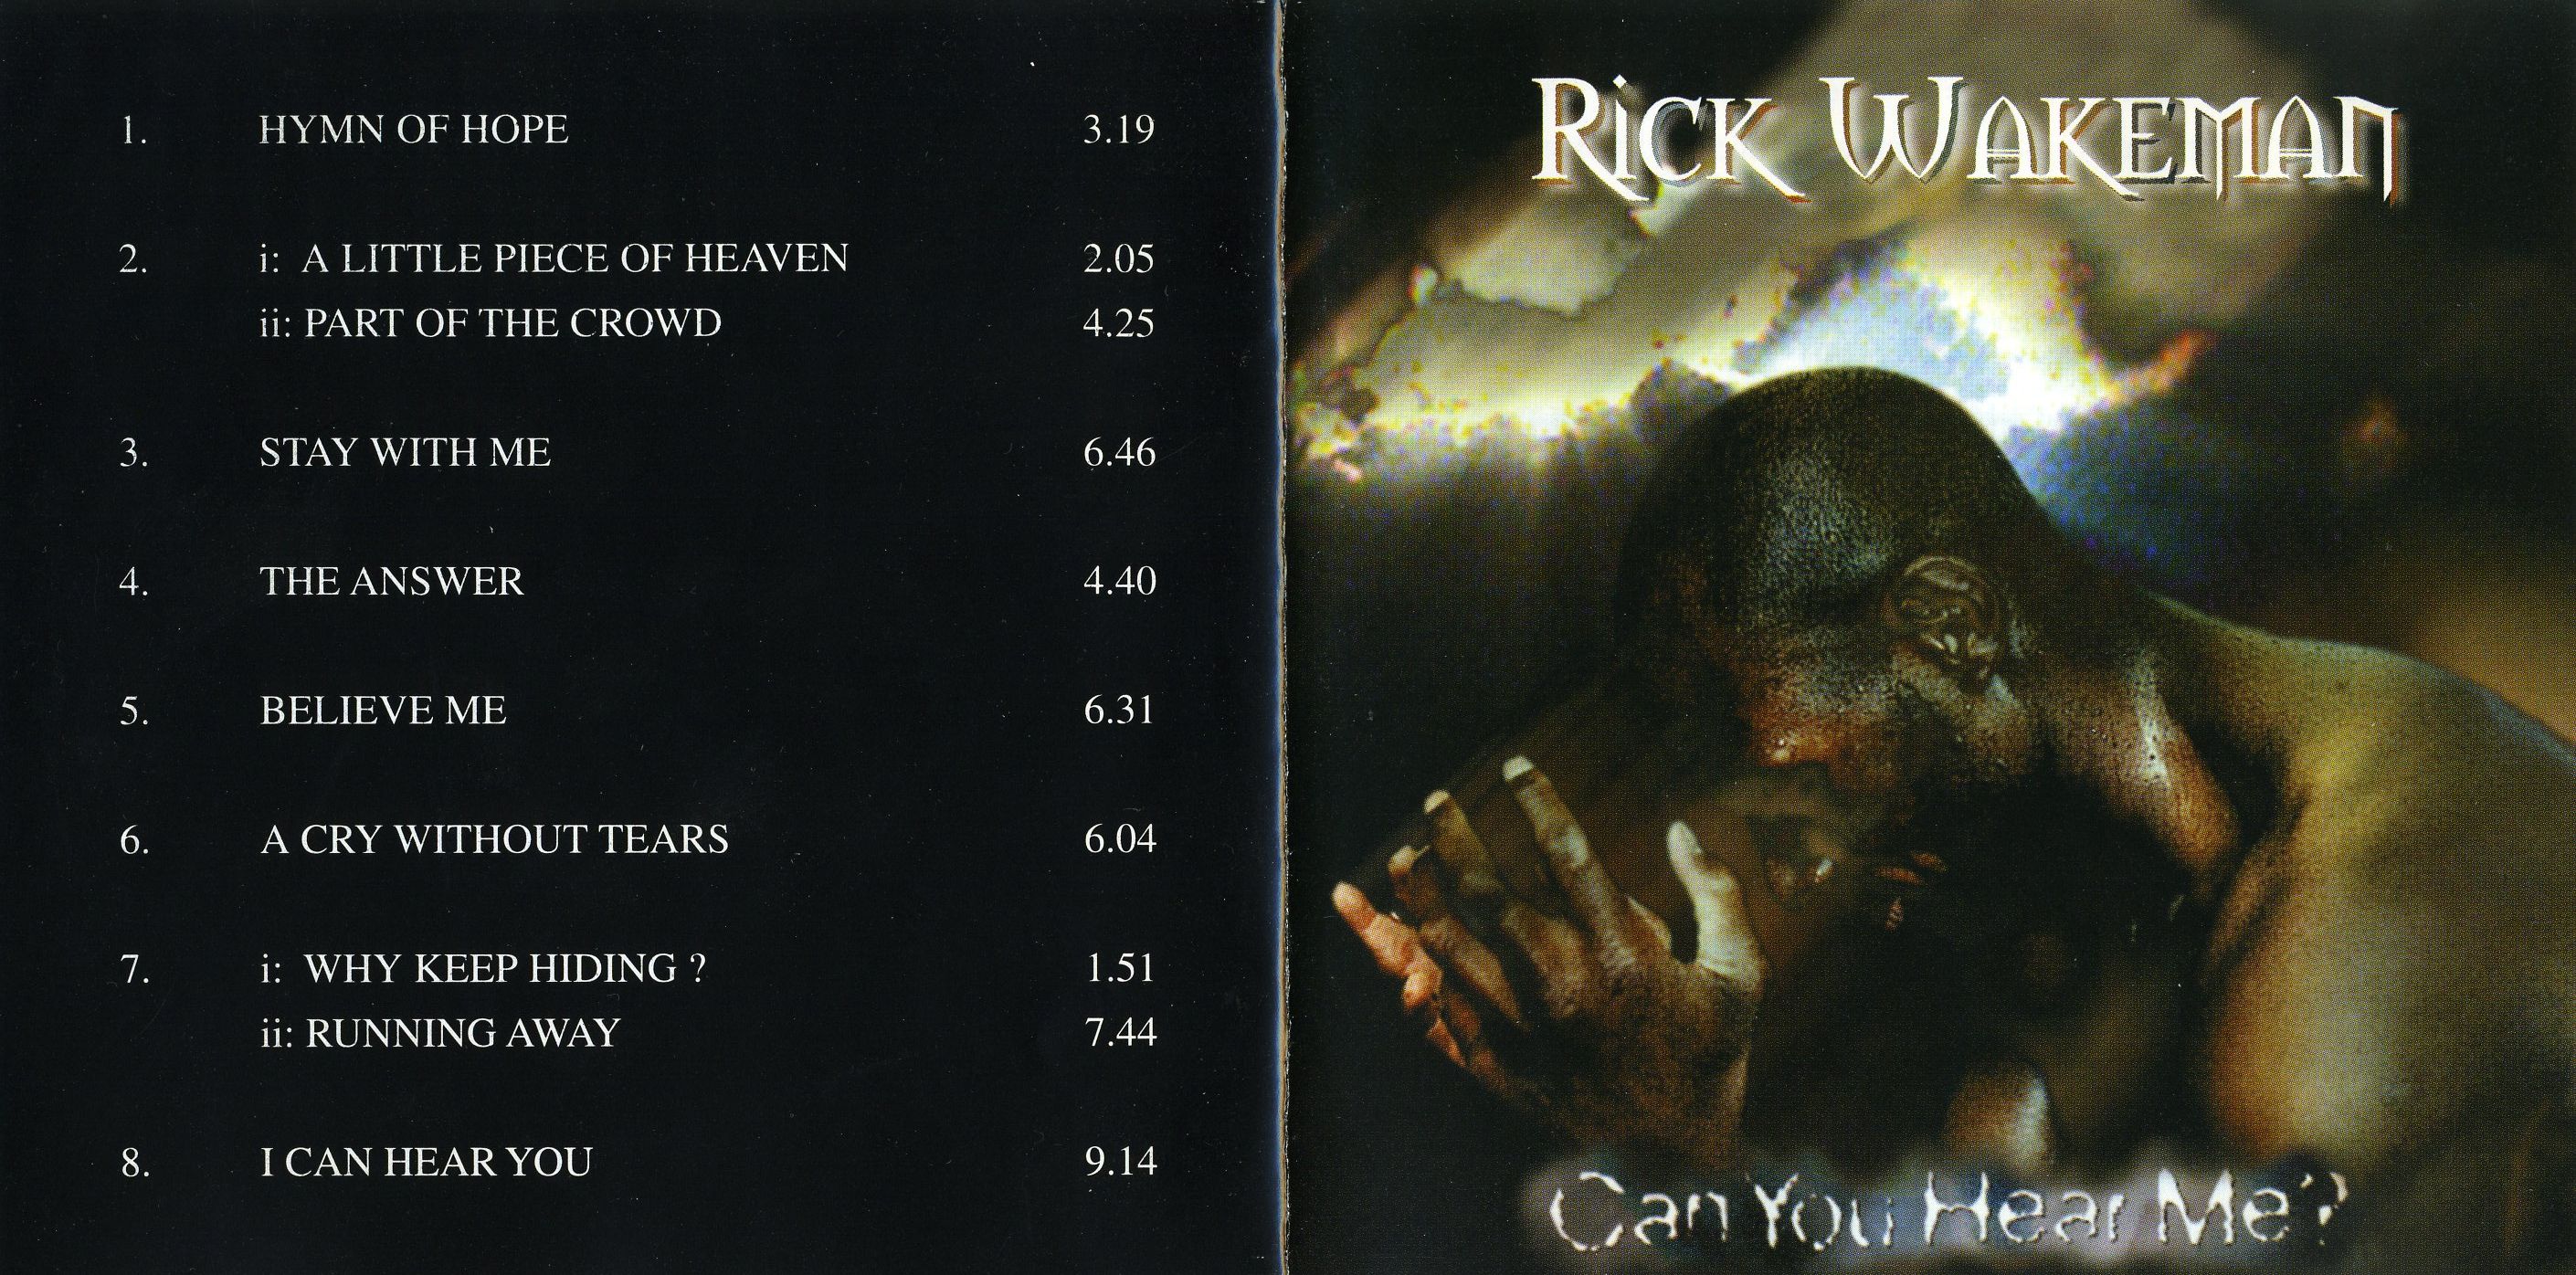 1. HYMN OF HOPE 3.19
2. i: A LITTLE PIECE OF HEAVEN 2.05
ii: PART OF THE CROWD 4.25
3. STAY WITH ME 6.46
4. THE ANSWER 4.40
5. BELIEVE ME 6.31
6. A CRY WITHOUT TEARS 6.04
7. i: WHY KEEP HIDING ? 1.51
ii: RUNNING AWAY 7.44
8. I CAN HEAR YOU 9.14
RiCK WAKEMAN
Can You Hear Me?